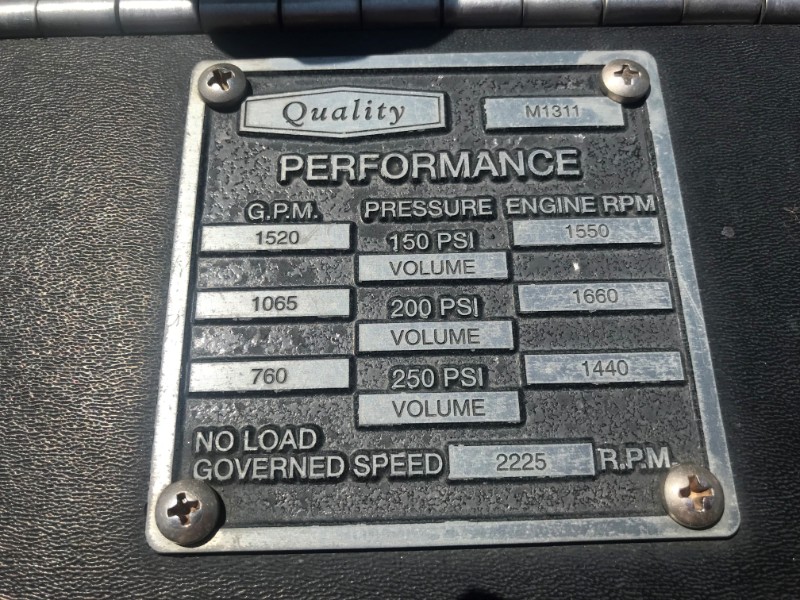 Quality M1311
PERFORMANCE
G.P.M. PRESSURE ENGINE RPM
1520 150 PSI 1550
VOLUME
1065 200 PSI 1660
VOLUME
760 250 PSI 1440
VOLUME
NO LOAD
GOVERNED SPEED 2225 R.P.M.